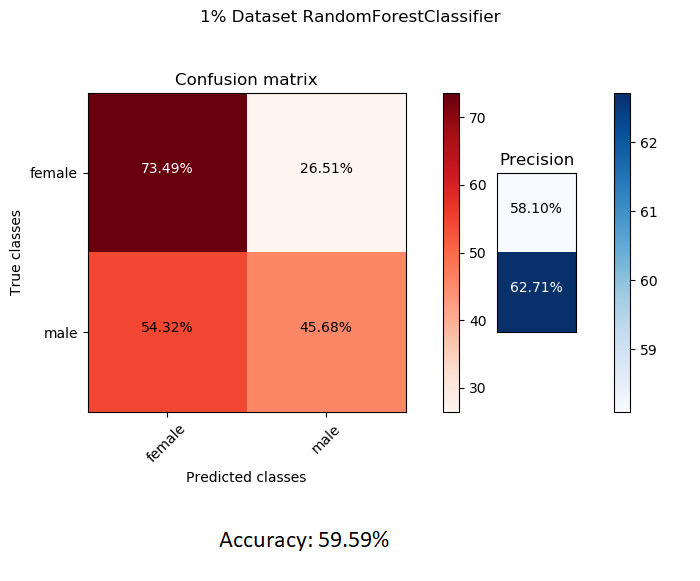 1% Dataset RandomForestClassifier
Confusion matrix
True classes
female
male
73.49%
26.51%
54.32%
45.68%
female
male
Predicted classes
70
60
50
40
30
Precision
58.10%
62.71%
62
61
60
59
Accuracy: 59.59%